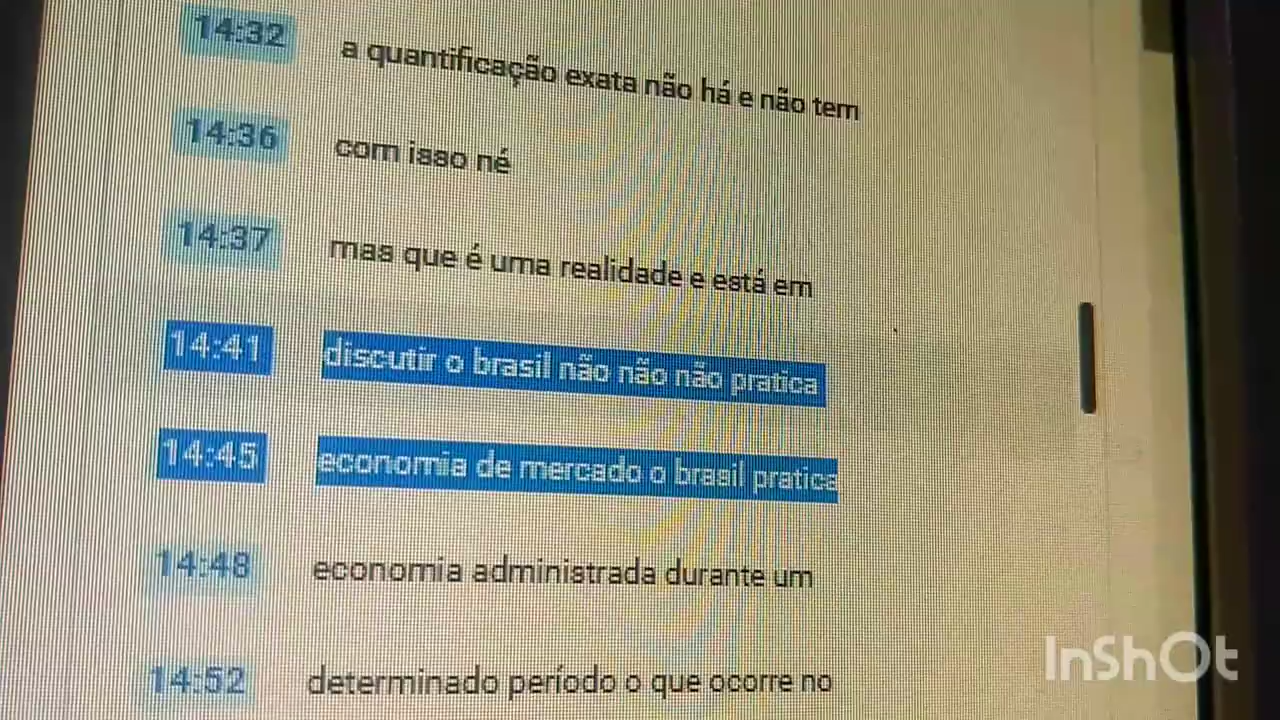 14:32 a quantificação exata não há e não tem
14:36 com isso né
14:37 mas que é uma realidade e está em
14:41 discutir o brasil não não não pratica
14:45 economia de mercado o brasil pratica
14:48 economia administrada durante um
14:52 determinado período o que ocorre no
InShOt